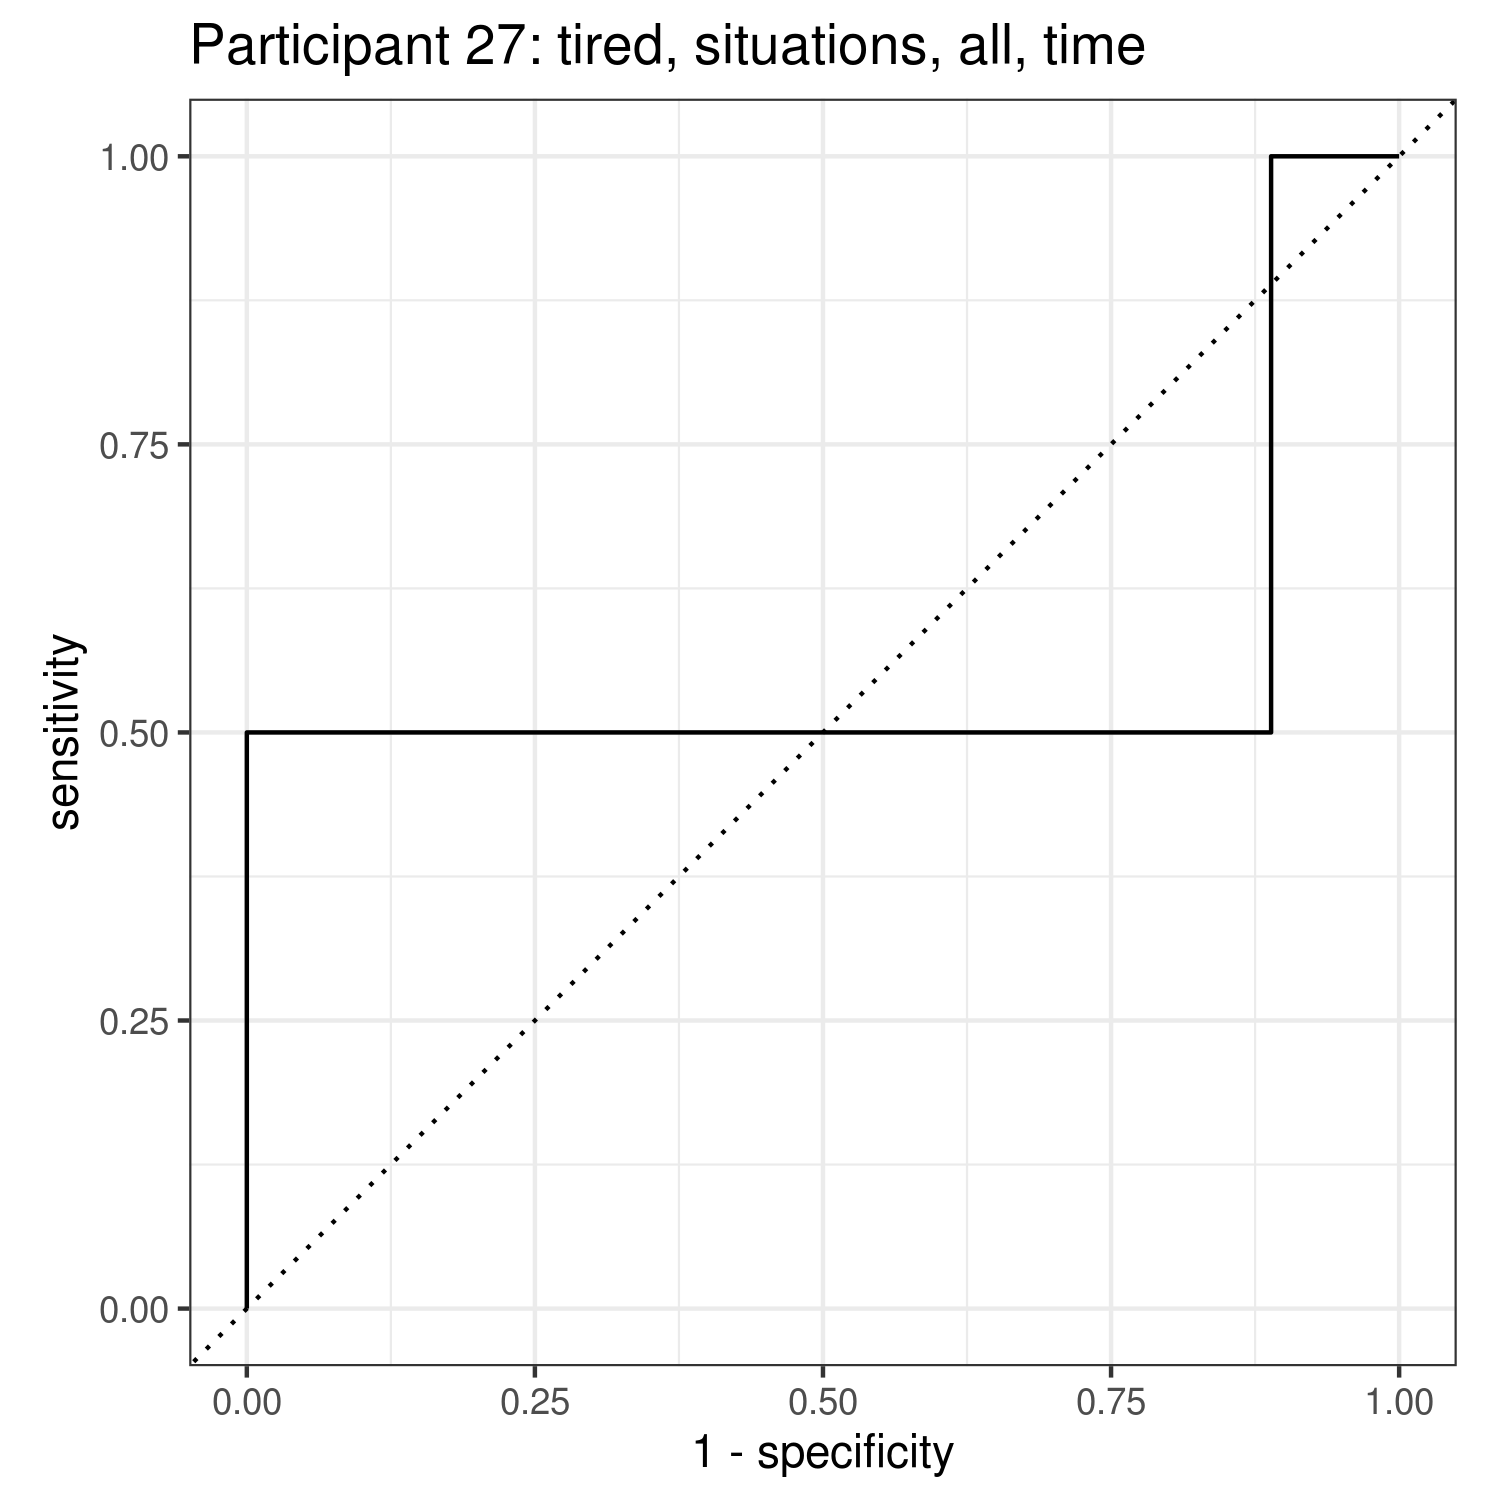 Participant 27: tired, situations, all, time
sensitivity
1.00
0.75
0.50
0.25
0.00
0.00 0.25 0.50 0.75 1.00
1 - specificity